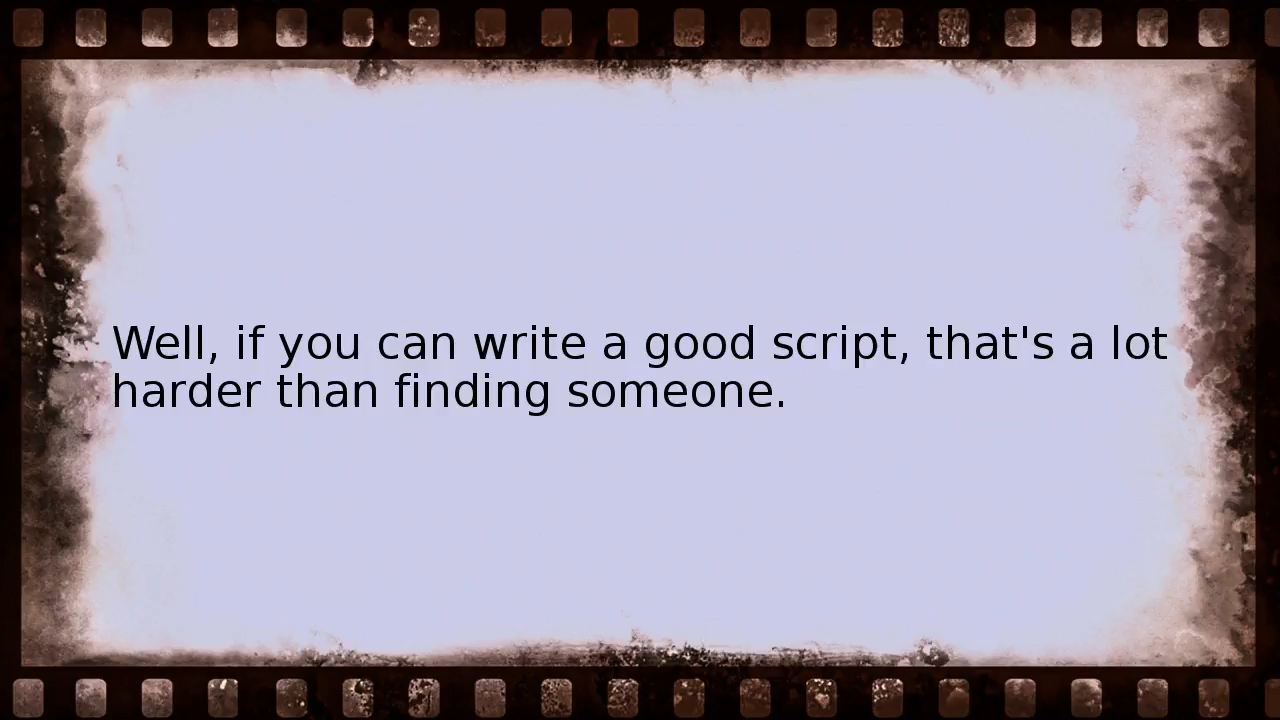 Well, if you can write a good script, that's a lot
harder than finding someone.